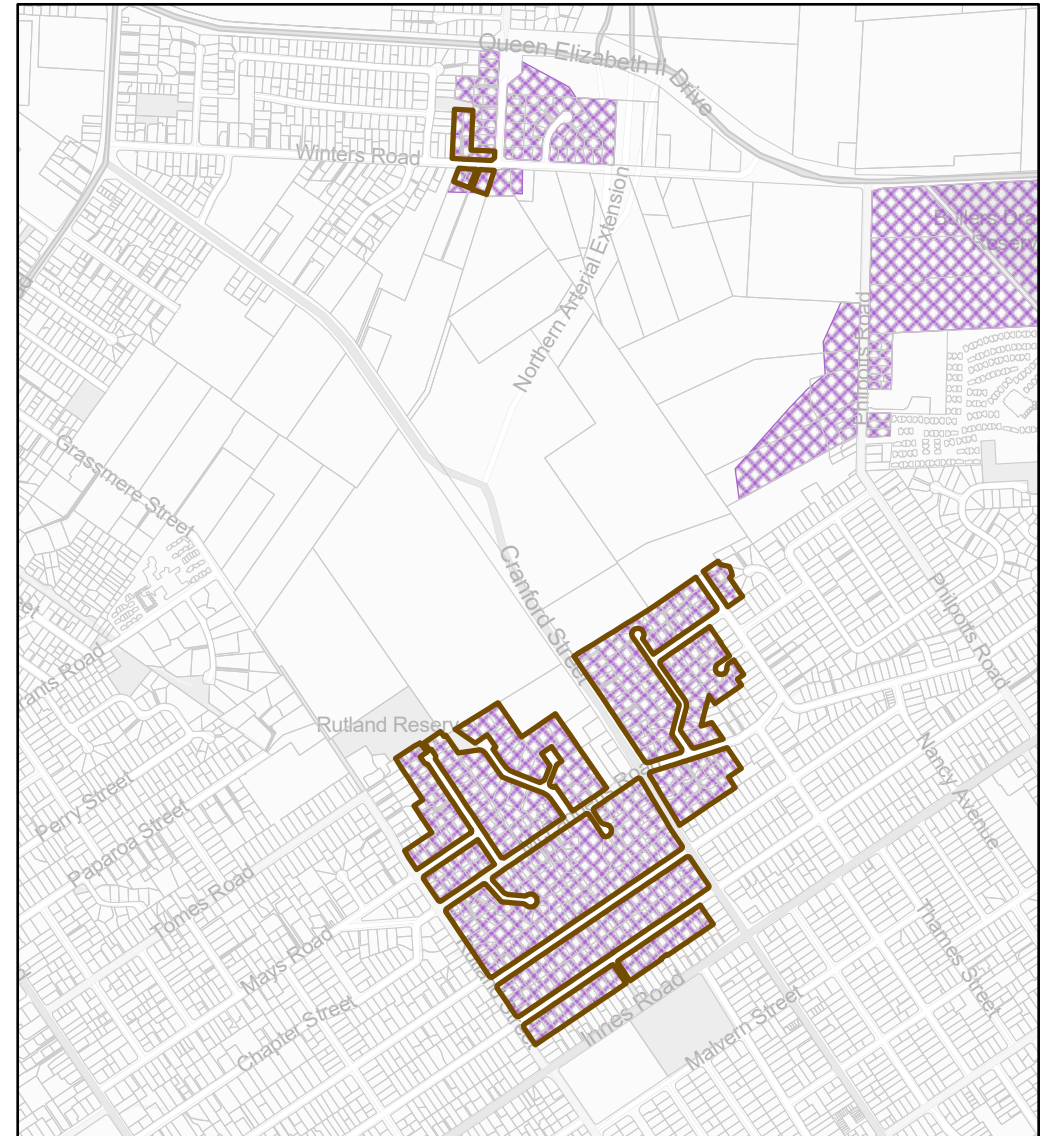 Queen Elizabeth II Drive
Winters Road
Northern Arterial Extension
Philpotts Road
Grassmere Street
Cranford Street
Philpotts Road
Rutland Reserve
Nancy Avenue
Perry Street
Paparoa Street
Tomes Road
Mays Road
Thames Street
Chapter Street
Innes Road
Malvern Street